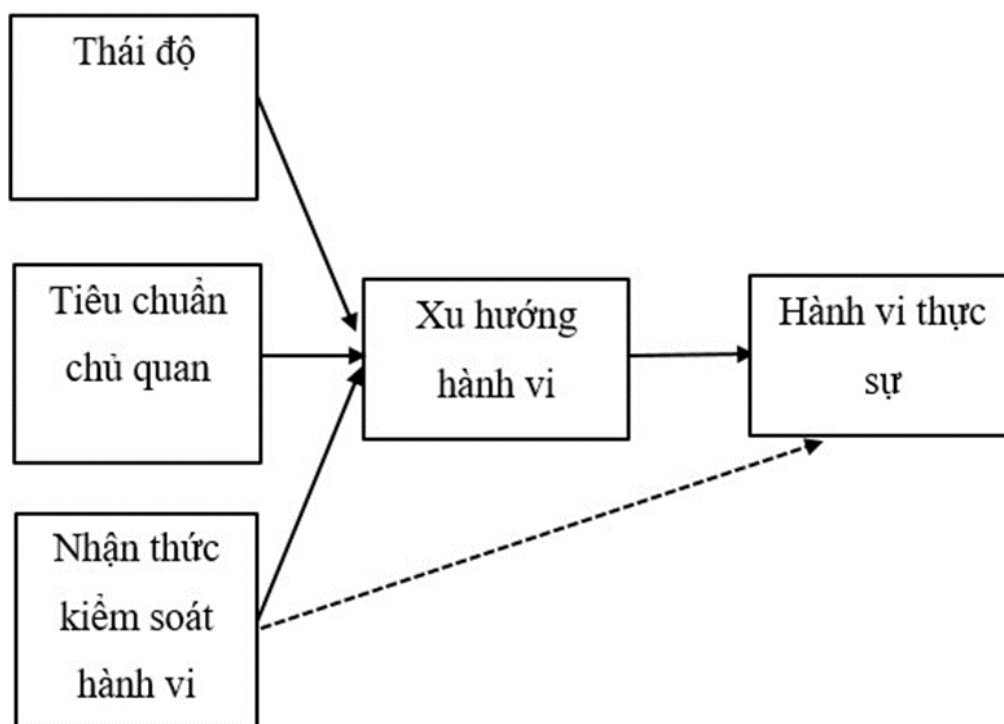 Thái độ
Tiêu chuẩn
chủ quan
Nhận thức
kiểm soát
hành vi
Xu hướng
hành vi
Hành vi thực
sự